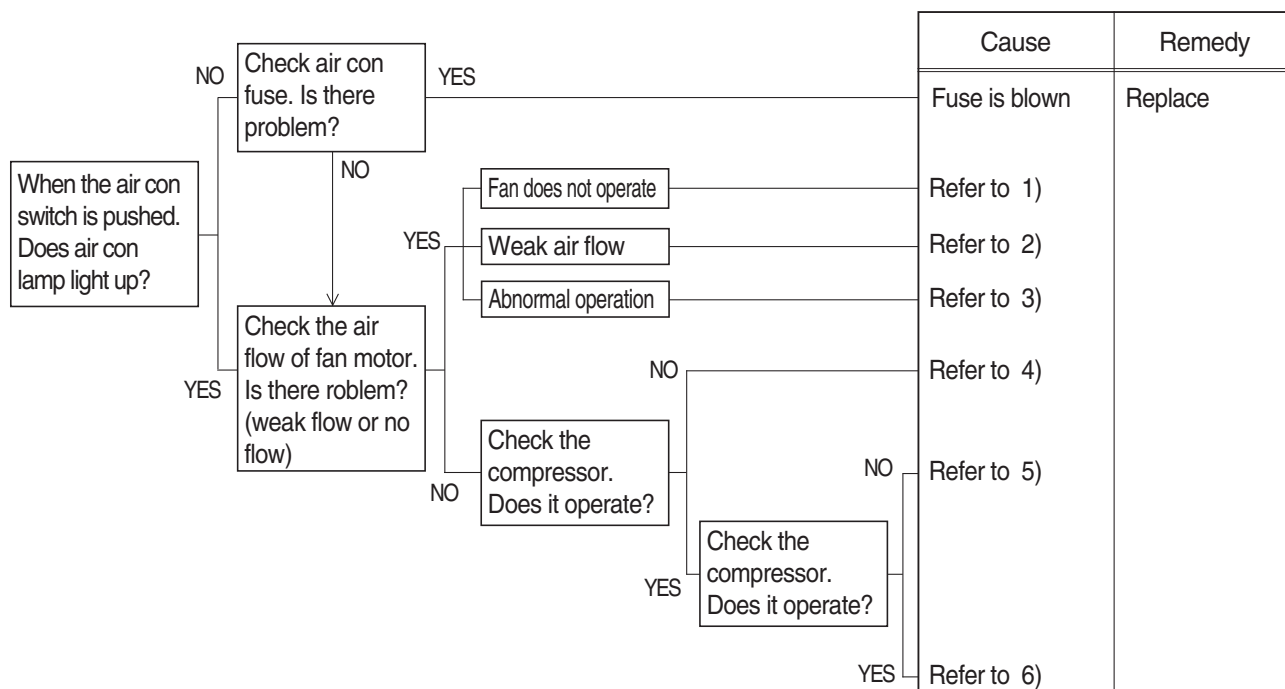 Cause
Remedy
NO
Check air con
fuse. Is there
problem?
YES
Fuse is blown
Replace
NO
When the air con
switch is pushed.
Does air con
lamp light up?
Fan does not operate
Refer to 1)
YES
Weak air flow
Refer to 2)
Abnormal operation
Refer to 3)
YES
Check the air
flow of fan motor.
Is there roblem?
(weak flow or no
flow)
NO
Refer to 4)
NO
Check the
compressor.
Does it operate?
NO
Refer to 5)
YES
Check the
compressor.
Does it operate?
YES
Refer to 6)